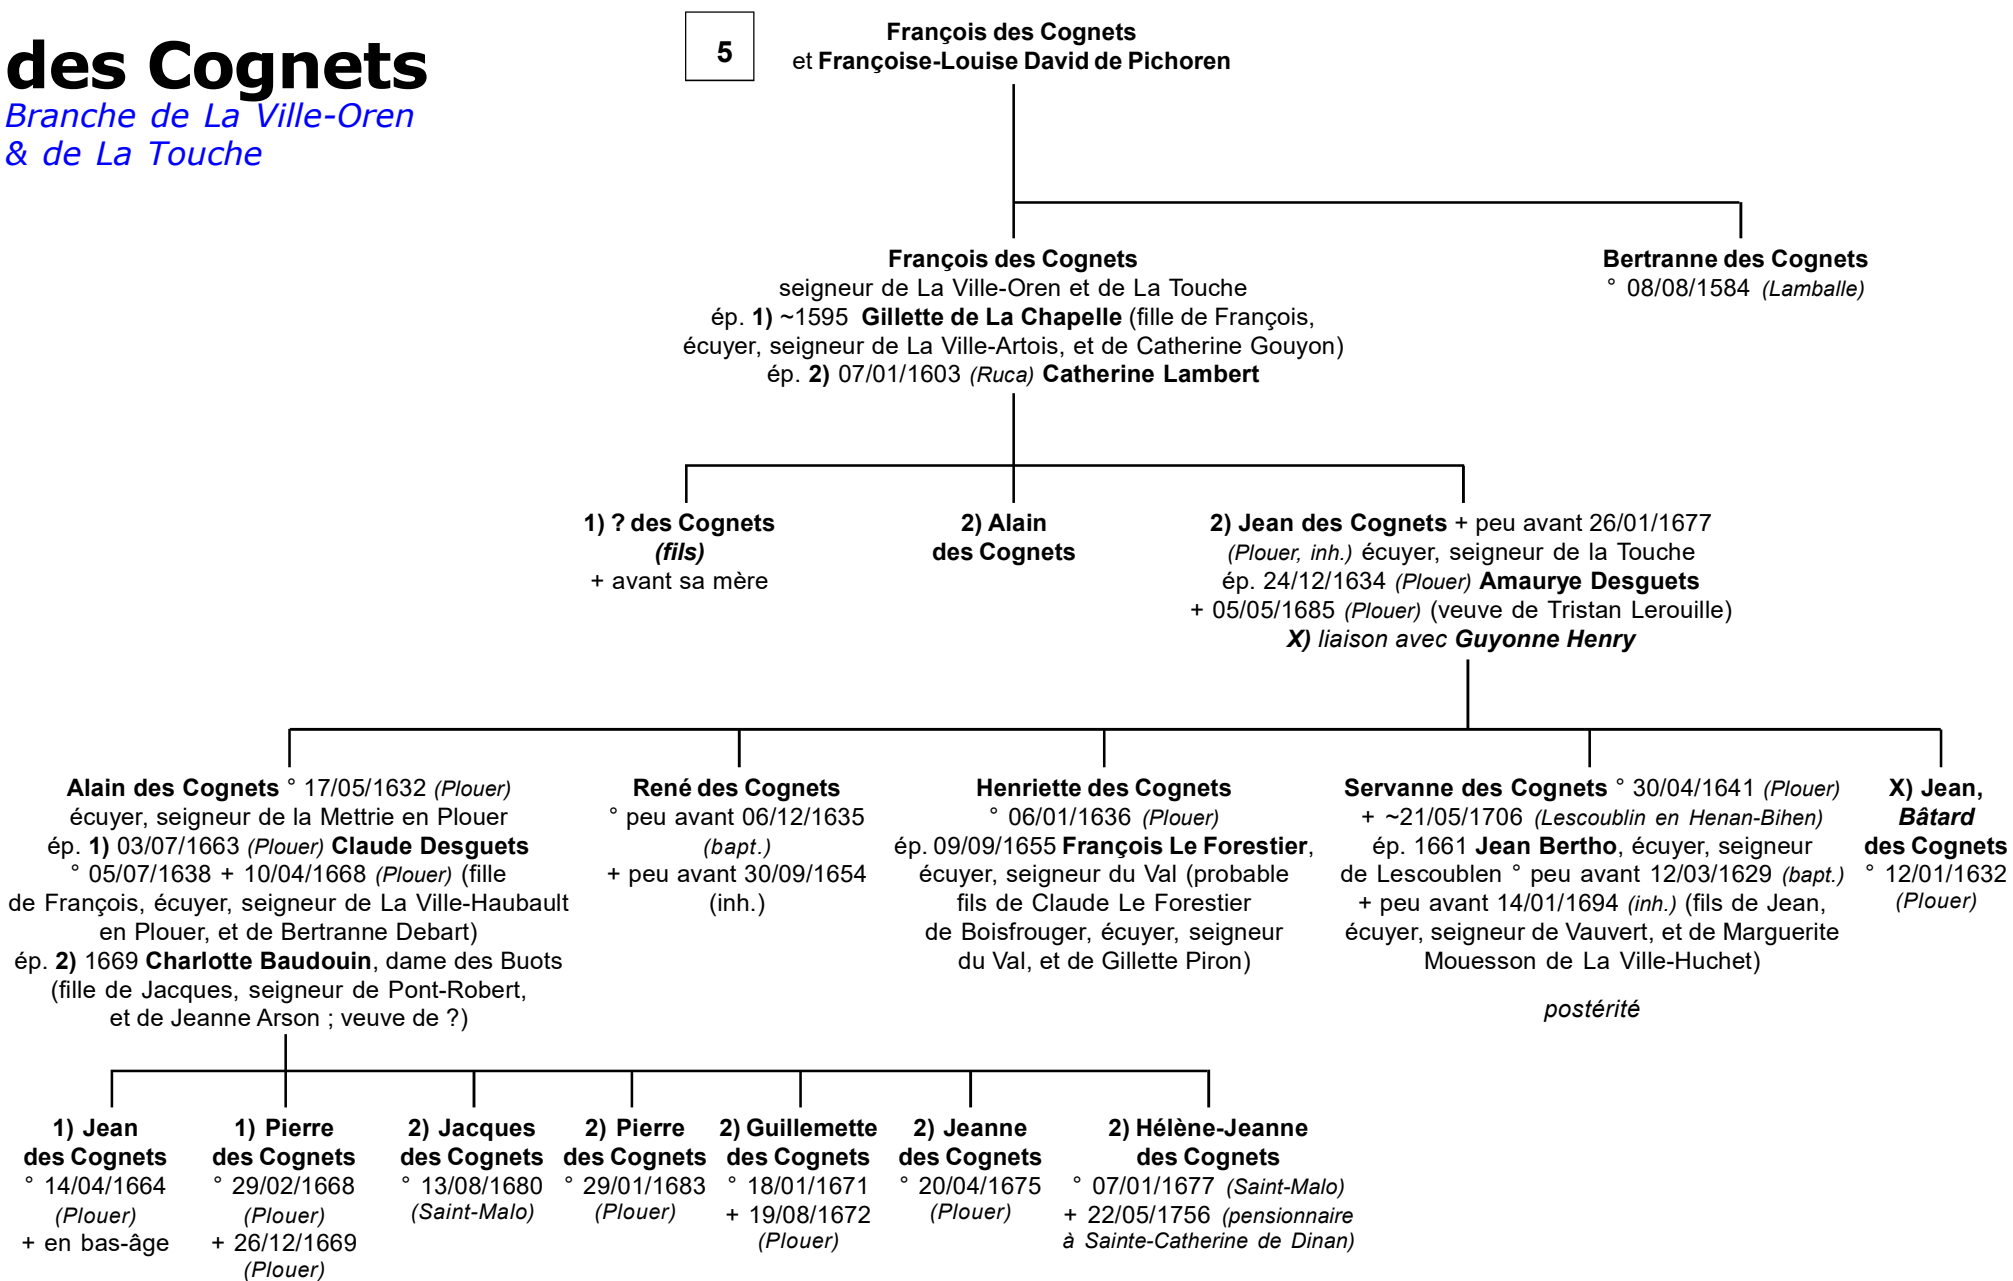 des Cognets
Branche de La Ville-Oren
& de La Touche
5
François des Cognets
et Françoise-Louise David de Pichoren
François des Cognets
seigneur de La Ville-Oren et de La Touche
ép. 1) ~1595 Gillette de La Chapelle (fille de François,
écuyer, seigneur de La Ville-Artois, et de Catherine Gouyon)
ép. 2) 07/01/1603 (Ruca) Catherine Lambert
Bertranne des Cognets
° 08/08/1584 (Lamballe)
1) ? des Cognets
(fils)
+ avant sa mère
2) Alain
des Cognets
2) Jean des Cognets + peu avant 26/01/1677
(Plouer, inh.) écuyer, seigneur de la Touche
ép. 24/12/1634 (Plouer) Amaurye Desguets
+ 05/05/1685 (Plouer) (veuve de Tristan Lerouille)
X) liaison avec Guyonne Henry
Alain des Cognets ° 17/05/1632 (Plouer)
écuyer, seigneur de la Mettrie en Plouer
ép. 1) 03/07/1663 (Plouer) Claude Desguets
° 05/07/1638 + 10/04/1668 (Plouer) (fille
de François, écuyer, seigneur de La Ville-Haubault
en Plouer, et de Bertranne Debart)
ép. 2) 1669 Charlotte Baudouin, dame des Buots
(fille de Jacques, seigneur de Pont-Robert,
et de Jeanne Arson ; veuve de ?)
René des Cognets
° peu avant 06/12/1635
(bapt.)
+ peu avant 30/09/1654
(inh.)
Henriette des Cognets
° 06/01/1636 (Plouer)
ép. 09/09/1655 François Le Forestier,
écuyer, seigneur du Val (probable
fils de Claude Le Forestier
de Boisfrouger, écuyer, seigneur
du Val, et de Gillette Piron)
Servanne des Cognets ° 30/04/1641 (Plouer)
+ ~21/05/1706 (Lescoublin en Henan-Bihen)
ép. 1661 Jean Bertho, écuyer, seigneur
de Lescoublen ° peu avant 12/03/1629 (bapt.)
+ peu avant 14/01/1694 (inh.) (fils de Jean,
écuyer, seigneur de Vauvert, et de Marguerite
Mouesson de La Ville-Huchet)
postérité
X) Jean,
Bâtard
des Cognets
° 12/01/1632
(Plouer)
1) Jean
des Cognets
° 14/04/1664
(Plouer)
+ en bas-âge
1) Pierre
des Cognets
° 29/02/1668
(Plouer)
+ 26/12/1669
(Plouer)
2) Jacques
des Cognets
° 13/08/1680
(Saint-Malo)
2) Pierre
des Cognets
° 29/01/1683
(Plouer)
2) Guillemette
des Cognets
° 18/01/1671
+ 19/08/1672
(Plouer)
2) Jeanne
des Cognets
° 20/04/1675
(Plouer)
2) Hélène-Jeanne
des Cognets
° 07/01/1677 (Saint-Malo)
+ 22/05/1756 (pensionnaire
à Sainte-Catherine de Dinan)